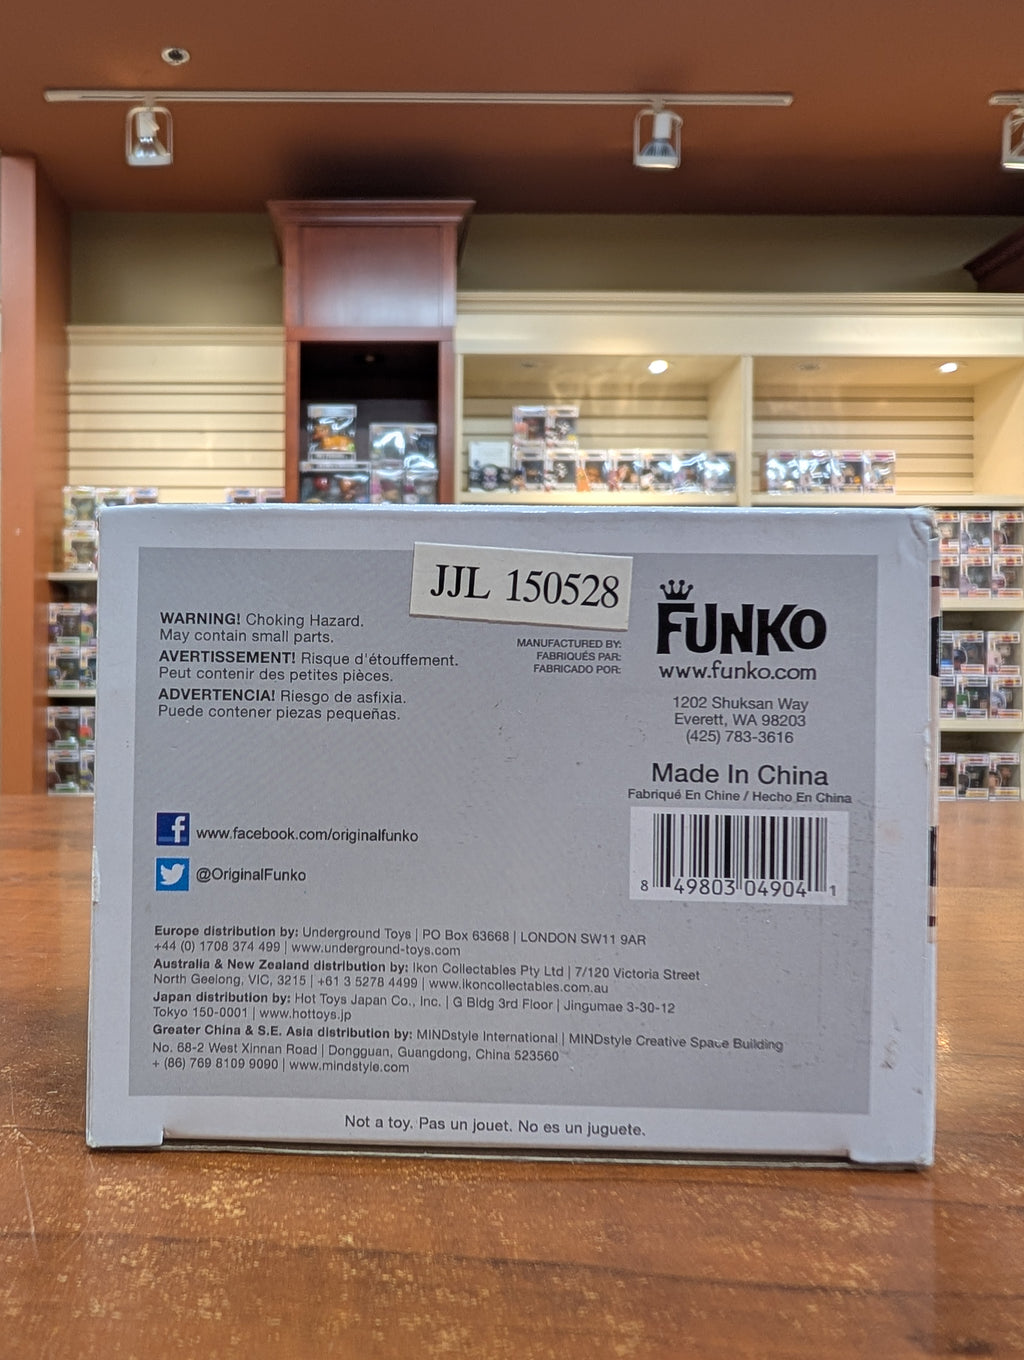 JJL 150528
WARNING! Choking Hazard.
May contain small parts.
AVERTISSEMENT! Risque d'étouffement.
Peut contenir des petites pièces.
ADVERTENCIA! Riesgo de asfixia.
Puede contener piezas pequeñas.
MANUFACTURED BY:
FABRIQUÉS PAR:
FABRICADO POR:
FUNKO
www.funko.com
1202 Shuksan Way
Everett, WA 98203
(425) 783-3616
Made In China
Fabriqué En Chine / Hecho En China
8 49803 04904 1
www.facebook.com/originalfunko
@OriginalFunko
Europe distribution by: Underground Toys | PO Box 63668 | LONDON SW11 9AR
+44 (0) 1708 374 499 | www.underground-toys.com
Australia & New Zealand distribution by: Ikon Collectables Pty Ltd | 7/120 Victoria Street
North Geelong, VIC, 3215 | +61 3 5278 4499 | www.ikoncollectables.com.au
Japan distribution by: Hot Toys Japan Co., Inc. | G Bldg 3rd Floor | Jingumae 3-30-12
Tokyo 150-0001 | www.hottoys.jp
Greater China & S.E. Asia distribution by: MINDstyle International | MINDstyle Creative Space Building
No. 68-2 West Xinnan Road | Dongguan, Guangdong, China 523560
+ (86) 769 8109 9090 | www.mindstyle.com
Not a toy. Pas un jouet. No es un juguete.